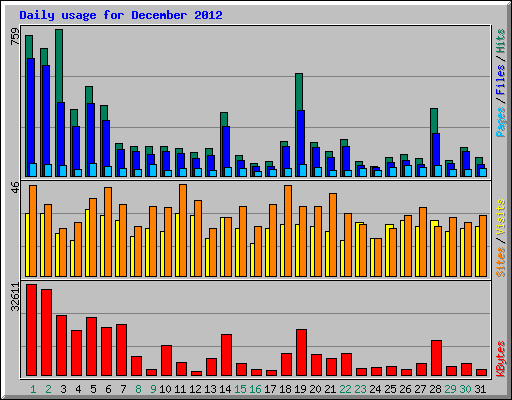 Daily usage for December 2012
759
Pages / Files / Hits
46
Sites / Visits
32611
KBytes
1 2 3 4 5 6 7 8 9 10 11 12 13 14 15 16 17 18 19 20 21 22 23 24 25 26 27 28 29 30 31